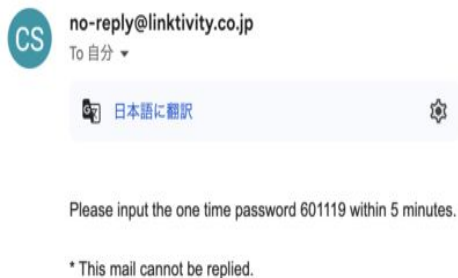 CS
no-reply@linktivity.co.jp
To 自分
日本語に翻訳
Please input the one time password 601119 within 5 minutes.
* This mail cannot be replied.